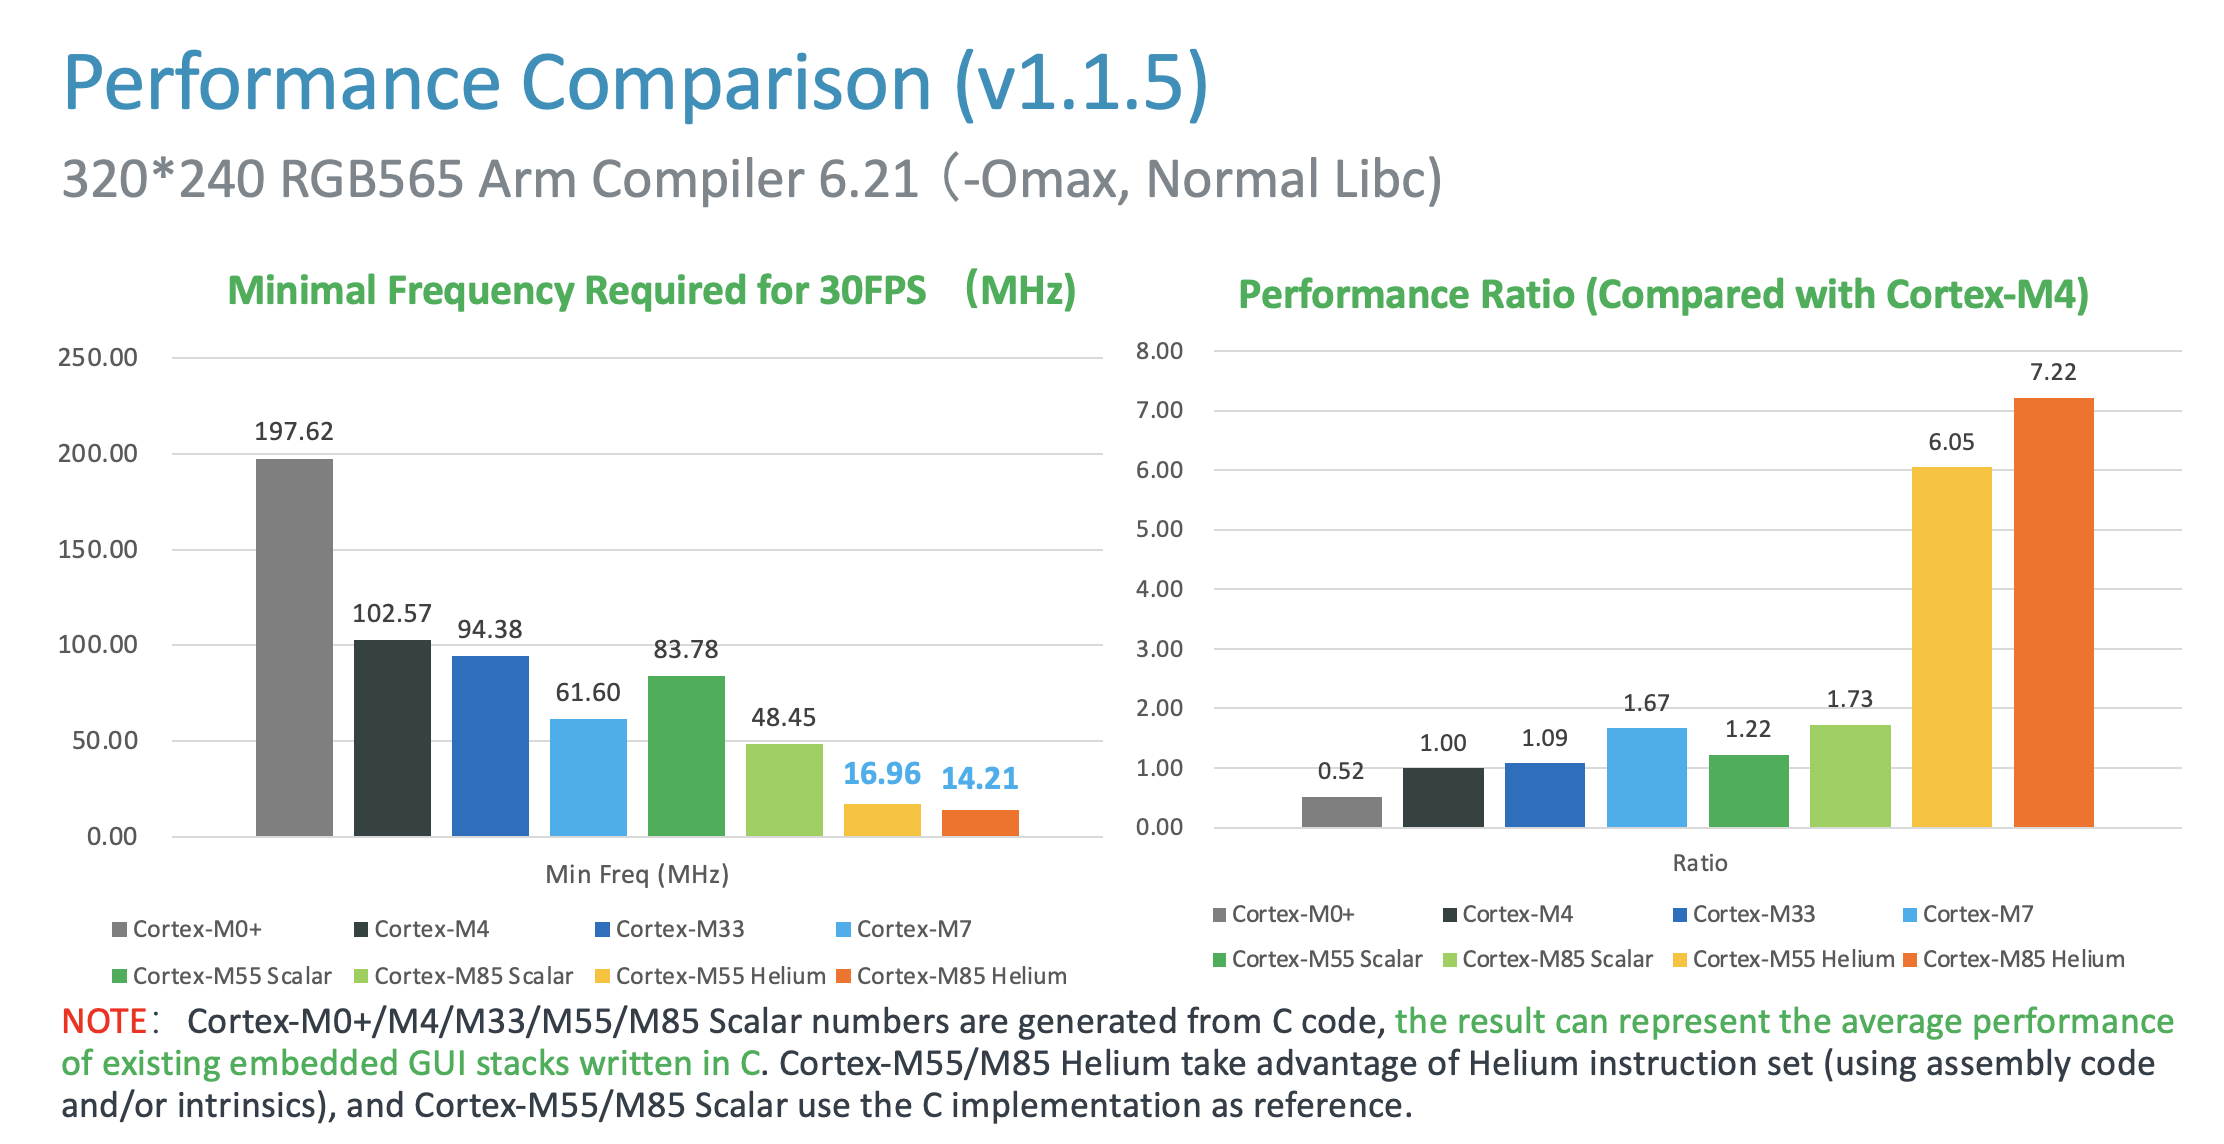 Performance Comparison (v1.1.5)
320*240 RGB565 Arm Compiler 6.21 （-Omax, Normal Libc)
Minimal Frequency Required for 30FPS （MHz)
250.00
200.00
150.00
100.00
50.00
0.00
197.62
102.57
94.38
61.60
83.78
48.45
16.96
14.21
Min Freq (MHz)
Cortex-M0+ Cortex-M4 Cortex-M33 Cortex-M7
Cortex-M55 Scalar Cortex-M85 Scalar Cortex-M55 Helium Cortex-M85 Helium
Performance Ratio (Compared with Cortex-M4)
8.00
7.00
6.00
5.00
4.00
3.00
2.00
1.00
0.00
0.52
1.00
1.09
1.67
1.22
1.73
6.05
7.22
Ratio
Cortex-M0+ Cortex-M4 Cortex-M33 Cortex-M7
Cortex-M55 Scalar Cortex-M85 Scalar Cortex-M55 Helium Cortex-M85 Helium
NOTE： Cortex-M0+/M4/M33/M55/M85 Scalar numbers are generated from C code, the result can represent the average performance
of existing embedded GUI stacks written in C. Cortex-M55/M85 Helium take advantage of Helium instruction set (using assembly code
and/or intrinsics), and Cortex-M55/M85 Scalar use the C implementation as reference.